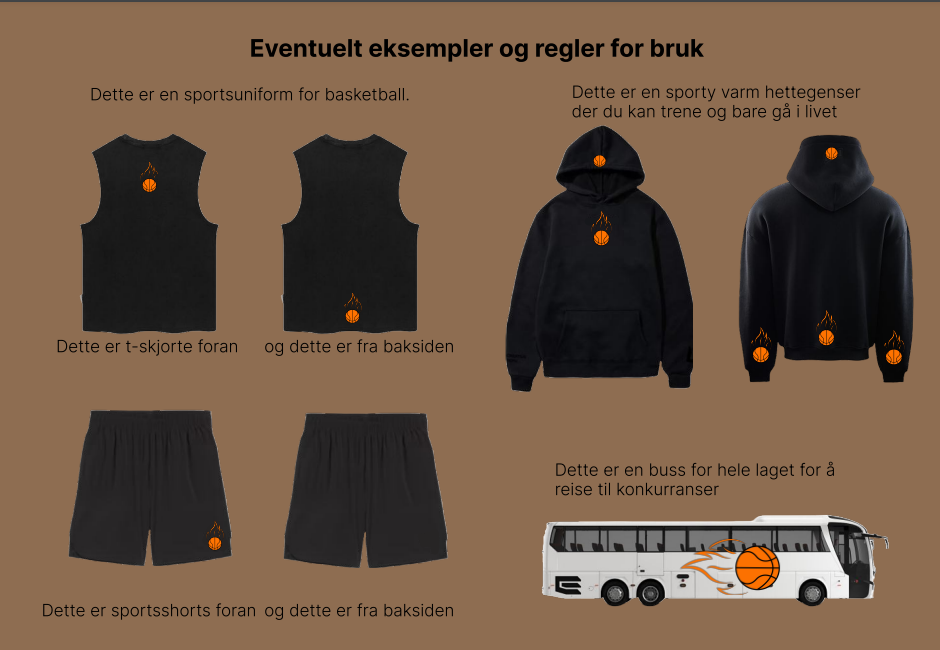 Eventuelt eksempler og regler for bruk
Dette er en sportsuniform for basketball.
Dette er en sporty varm hettegenser
der du kan trene og bare gå i livet
Dette er t-skjorte foran
og dette er fra baksiden
Dette er en buss for hele laget for å
reise til konkurranser
Dette er sportsshorts foran
og dette er fra baksiden